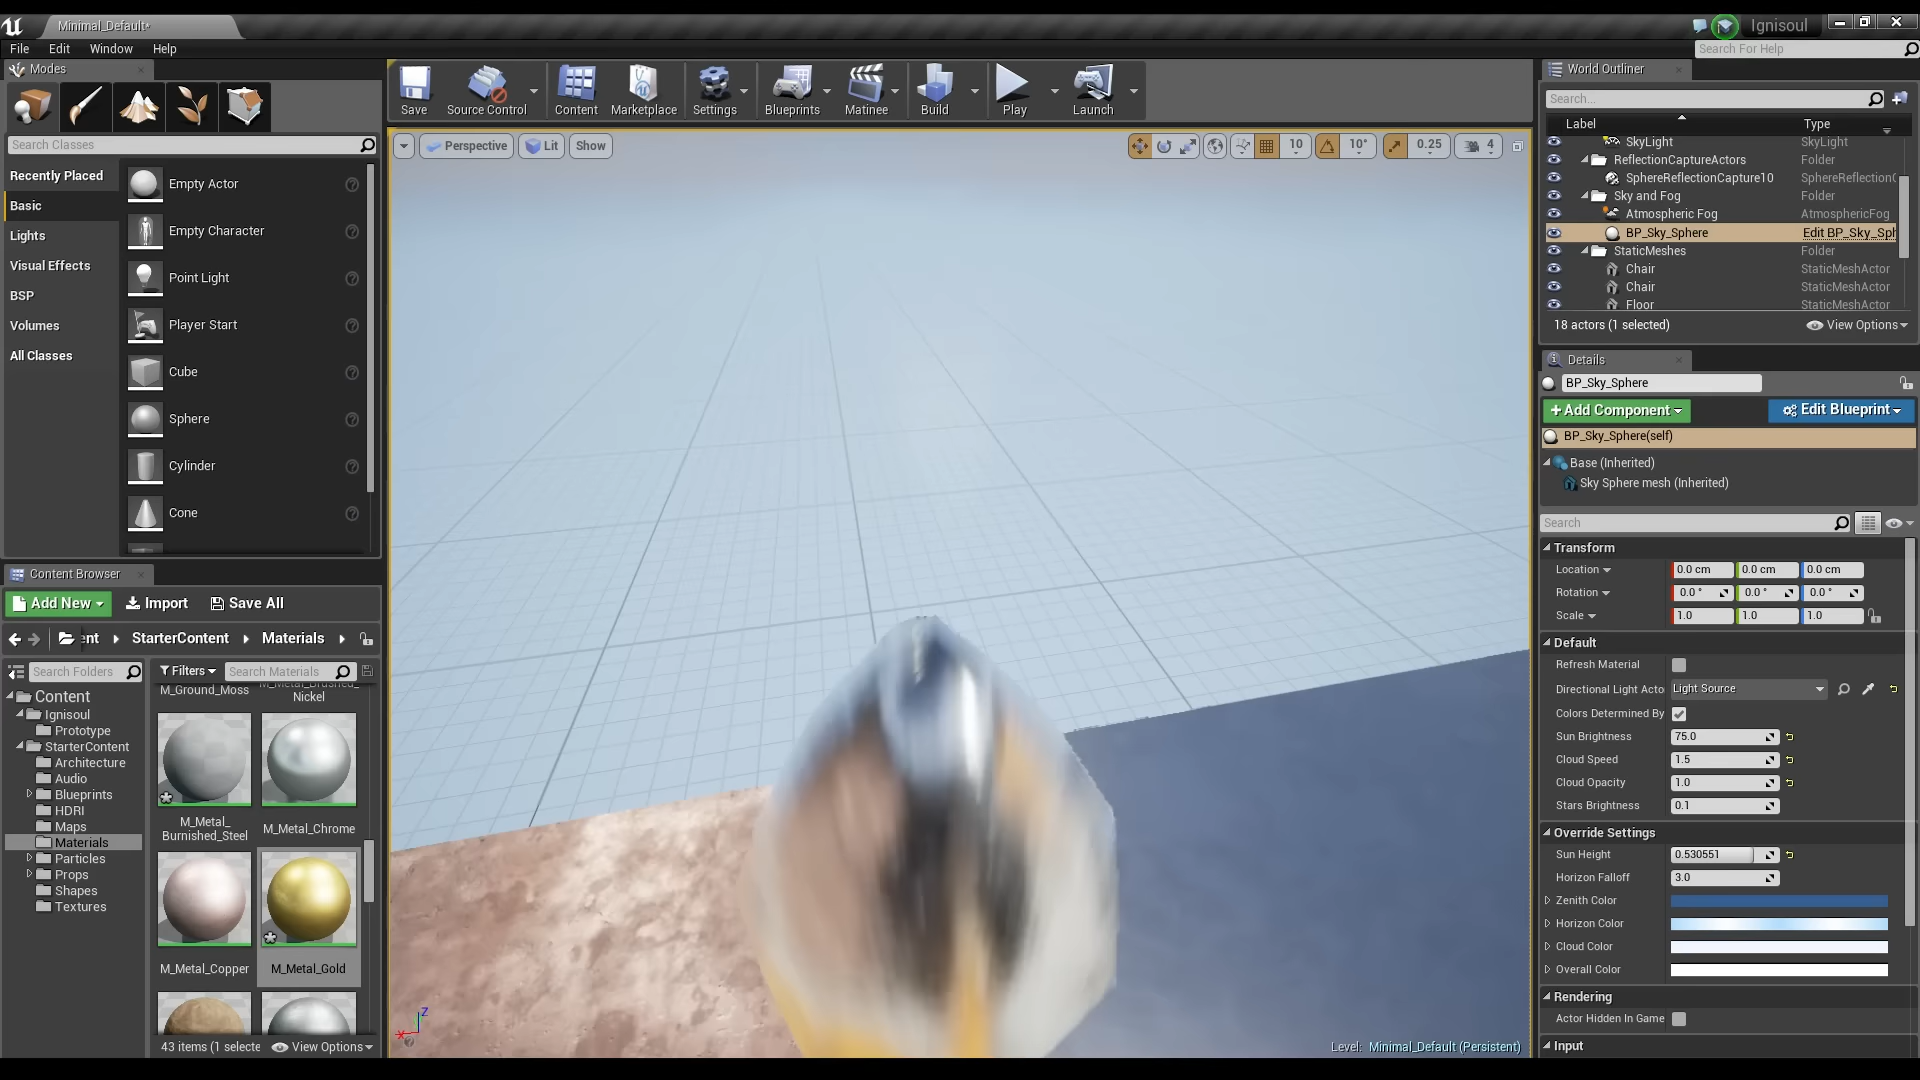 Minimal_Default*
Ignisoul
File Edit Window Help
Search For Help
Modes
Search Classes
Recently Placed
Basic
Lights
Visual Effects
BSP
Volumes
All Classes
Empty Actor
Empty Character
Point Light
Player Start
Cube
Sphere
Cylinder
Cone
Save
Source Control
Content
Marketplace
Settings
Blueprints
Matinee
Build
Play
Launch
Perspective
Lit
Show
10
10°
0.25
4
Level: Minimal_Default (Persistent)
Z
X
Content Browser
Add New
Import
Save All
ent
StarterContent
Materials
Search Folders
Filters
Search Materials
Content
Ignisoul
Prototype
StarterContent
Architecture
Audio
Blueprints
HDRI
Maps
Materials
Particles
Props
Shapes
Textures
M_Ground_Moss
M_Metal_Brushed_
Nickel
M_Metal_
Burnished_Steel
M_Metal_Chrome
M_Metal_Copper
M_Metal_Gold
43 items (1 selecte
View Options
World Outliner
Search...
Label Type
SkyLight SkyLight
ReflectionCaptureActors Folder
SphereReflectionCapture10 SphereReflection
Sky and Fog Folder
Atmospheric Fog AtmosphericFog
BP_Sky_Sphere Edit BP_Sky_Sph
StaticMeshes Folder
Chair StaticMeshActor
Chair StaticMeshActor
Floor StaticMeshActor
18 actors (1 selected)
View Options
Details
BP_Sky_Sphere
+Add Component
Edit Blueprint
BP_Sky_Sphere(self)
Base (Inherited)
Sky Sphere mesh (Inherited)
Search
Transform
Location 0.0 cm 0.0 cm 0.0 cm
Rotation 0.0 ° 0.0 ° 0.0 °
Scale 1.0 1.0 1.0
Default
Refresh Material
Directional Light Acto Light Source
Colors Determined By
Sun Brightness 75.0
Cloud Speed 1.5
Cloud Opacity 1.0
Stars Brightness 0.1
Override Settings
Sun Height 0.530551
Horizon Falloff 3.0
Zenith Color
Horizon Color
Cloud Color
Overall Color
Rendering
Actor Hidden In Game
Input